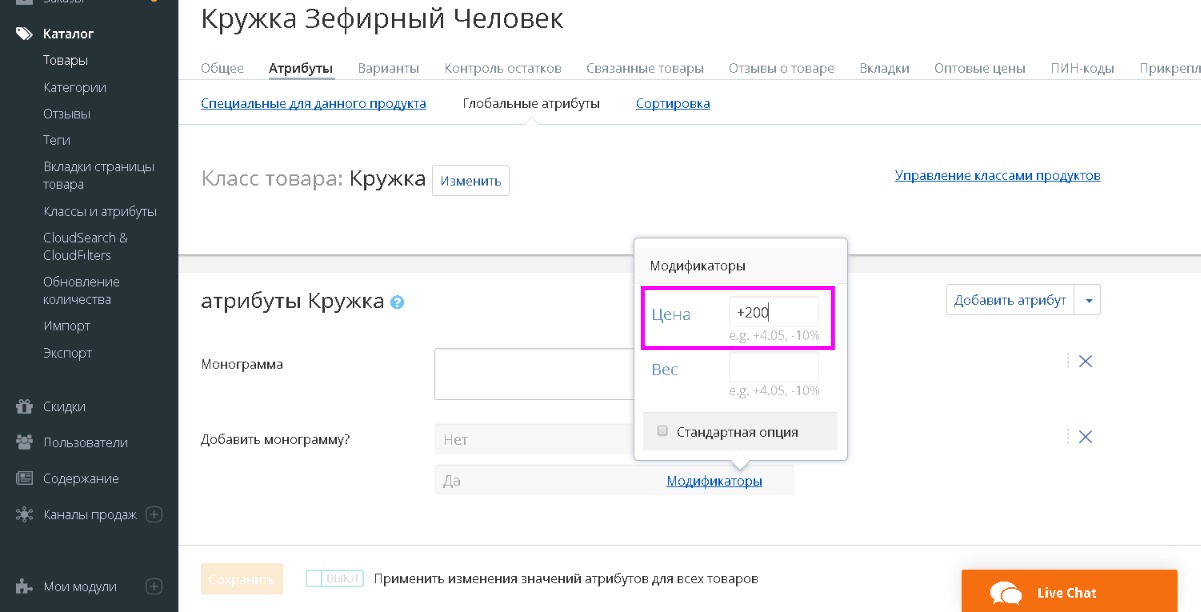 Заказы
Каталог
Товары
Категории
Отзывы
Теги
Вкладки страницы
товара
Классы и атрибуты
CloudSearch &
CloudFilters
Обновление
количества
Импорт
Экспорт
Скидки
Пользователи
Содержание
Каналы продаж
Мои модули
Кружка Зефирный Человек
Общее Атрибуты Варианты Контроль остатков Связанные товары Отзывы о товаре Вкладки Оптовые цены ПИН-коды Прикрепл
Специальные для данного продукта Глобальные атрибуты Сортировка
Класс товара: Кружка Изменить Управление классами продуктов
Модификаторы
Цена +200
e.g. +4.05, -10%
Вес
e.g. +4.05, -10%
Стандартная опция
атрибуты Кружка ? Добавить атрибут
Монограмма
Добавить монограмму? Нет
Да Модификаторы
Сохранить ВЫКЛ Применить изменения значений атрибутов для всех товаров
Live Chat